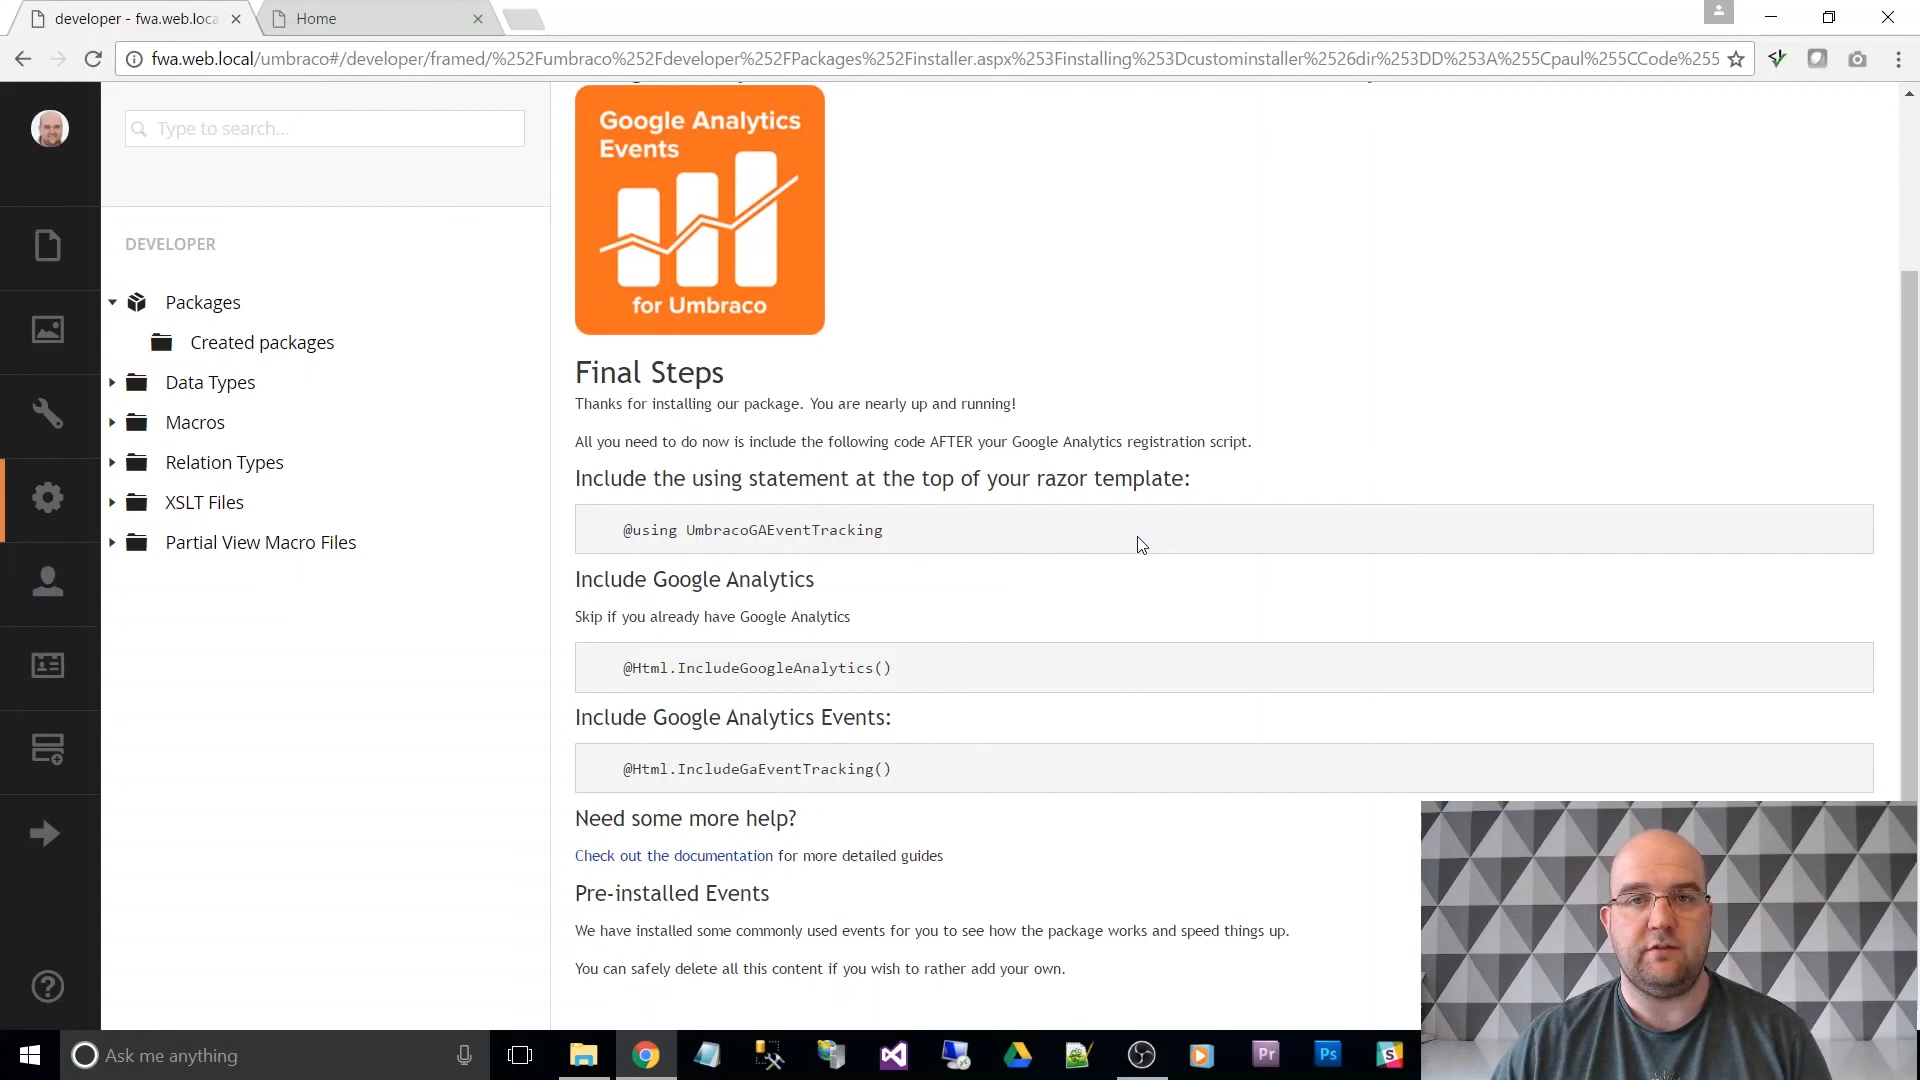 developer - fwa.web.loca
Home
fwa.web.local/umbraco#/developer/framed/%252Fumbraco%252Fdeveloper%252FPackages%252Finstaller.aspx%253Finstalling%253Dcustominstaller%2526dir%253DD%253A%255Cpaul%255CCode%255
Type to search...
DEVELOPER
Packages
Created packages
Data Types
Macros
Relation Types
XSLT Files
Partial View Macro Files
Google Analytics
Events
for Umbraco
Final Steps
Thanks for installing our package. You are nearly up and running!
All you need to do now is include the following code AFTER your Google Analytics registration script.
Include the using statement at the top of your razor template:
@using UmbracoGAEventTracking
Include Google Analytics
Skip if you already have Google Analytics
@Html.IncludeGoogleAnalytics()
Include Google Analytics Events:
@Html.IncludeGaEventTracking()
Need some more help?
Check out the documentation for more detailed guides
Pre-installed Events
We have installed some commonly used events for you to see how the package works and speed things up.
You can safely delete all this content if you wish to rather add your own.
Ask me anything
Pr
Ps